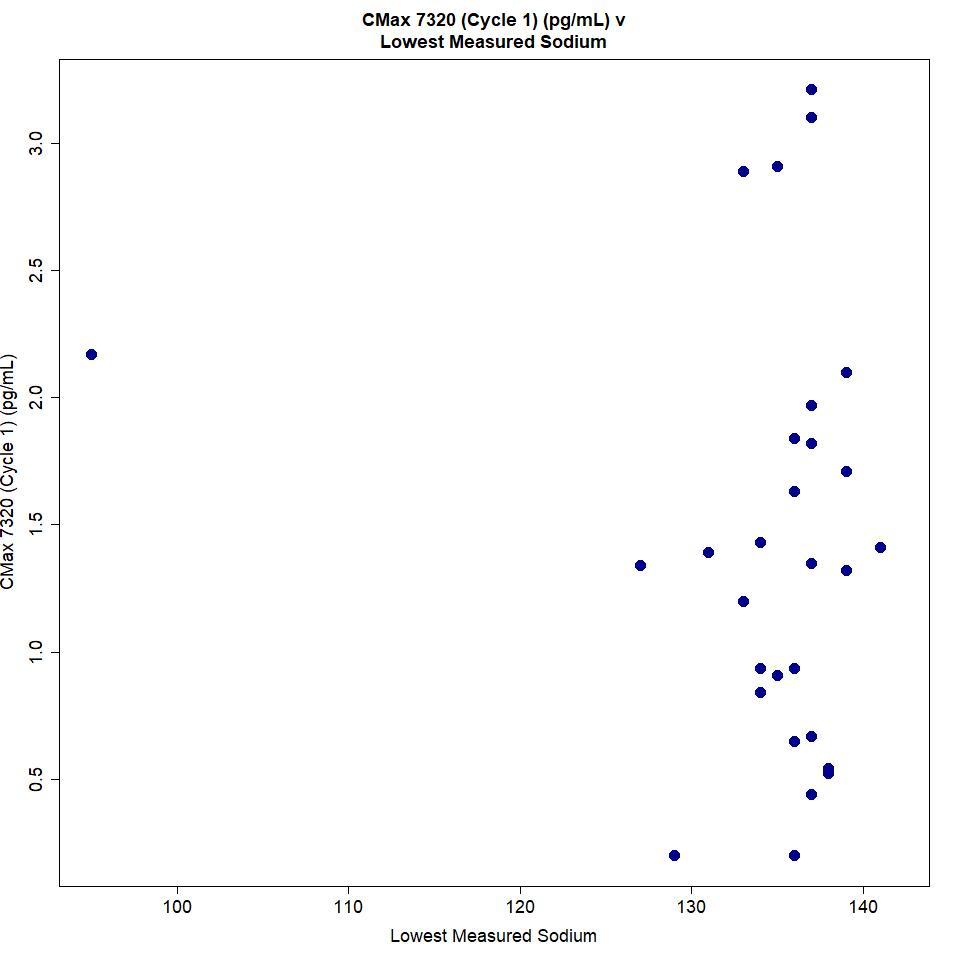 CMax 7320 (Cycle 1) (pg/mL) v
Lowest Measured Sodium
CMax 7320 (Cycle 1) (pg/mL)
3.0
2.5
2.0
1.5
1.0
0.5
100 110 120 130 140
Lowest Measured Sodium